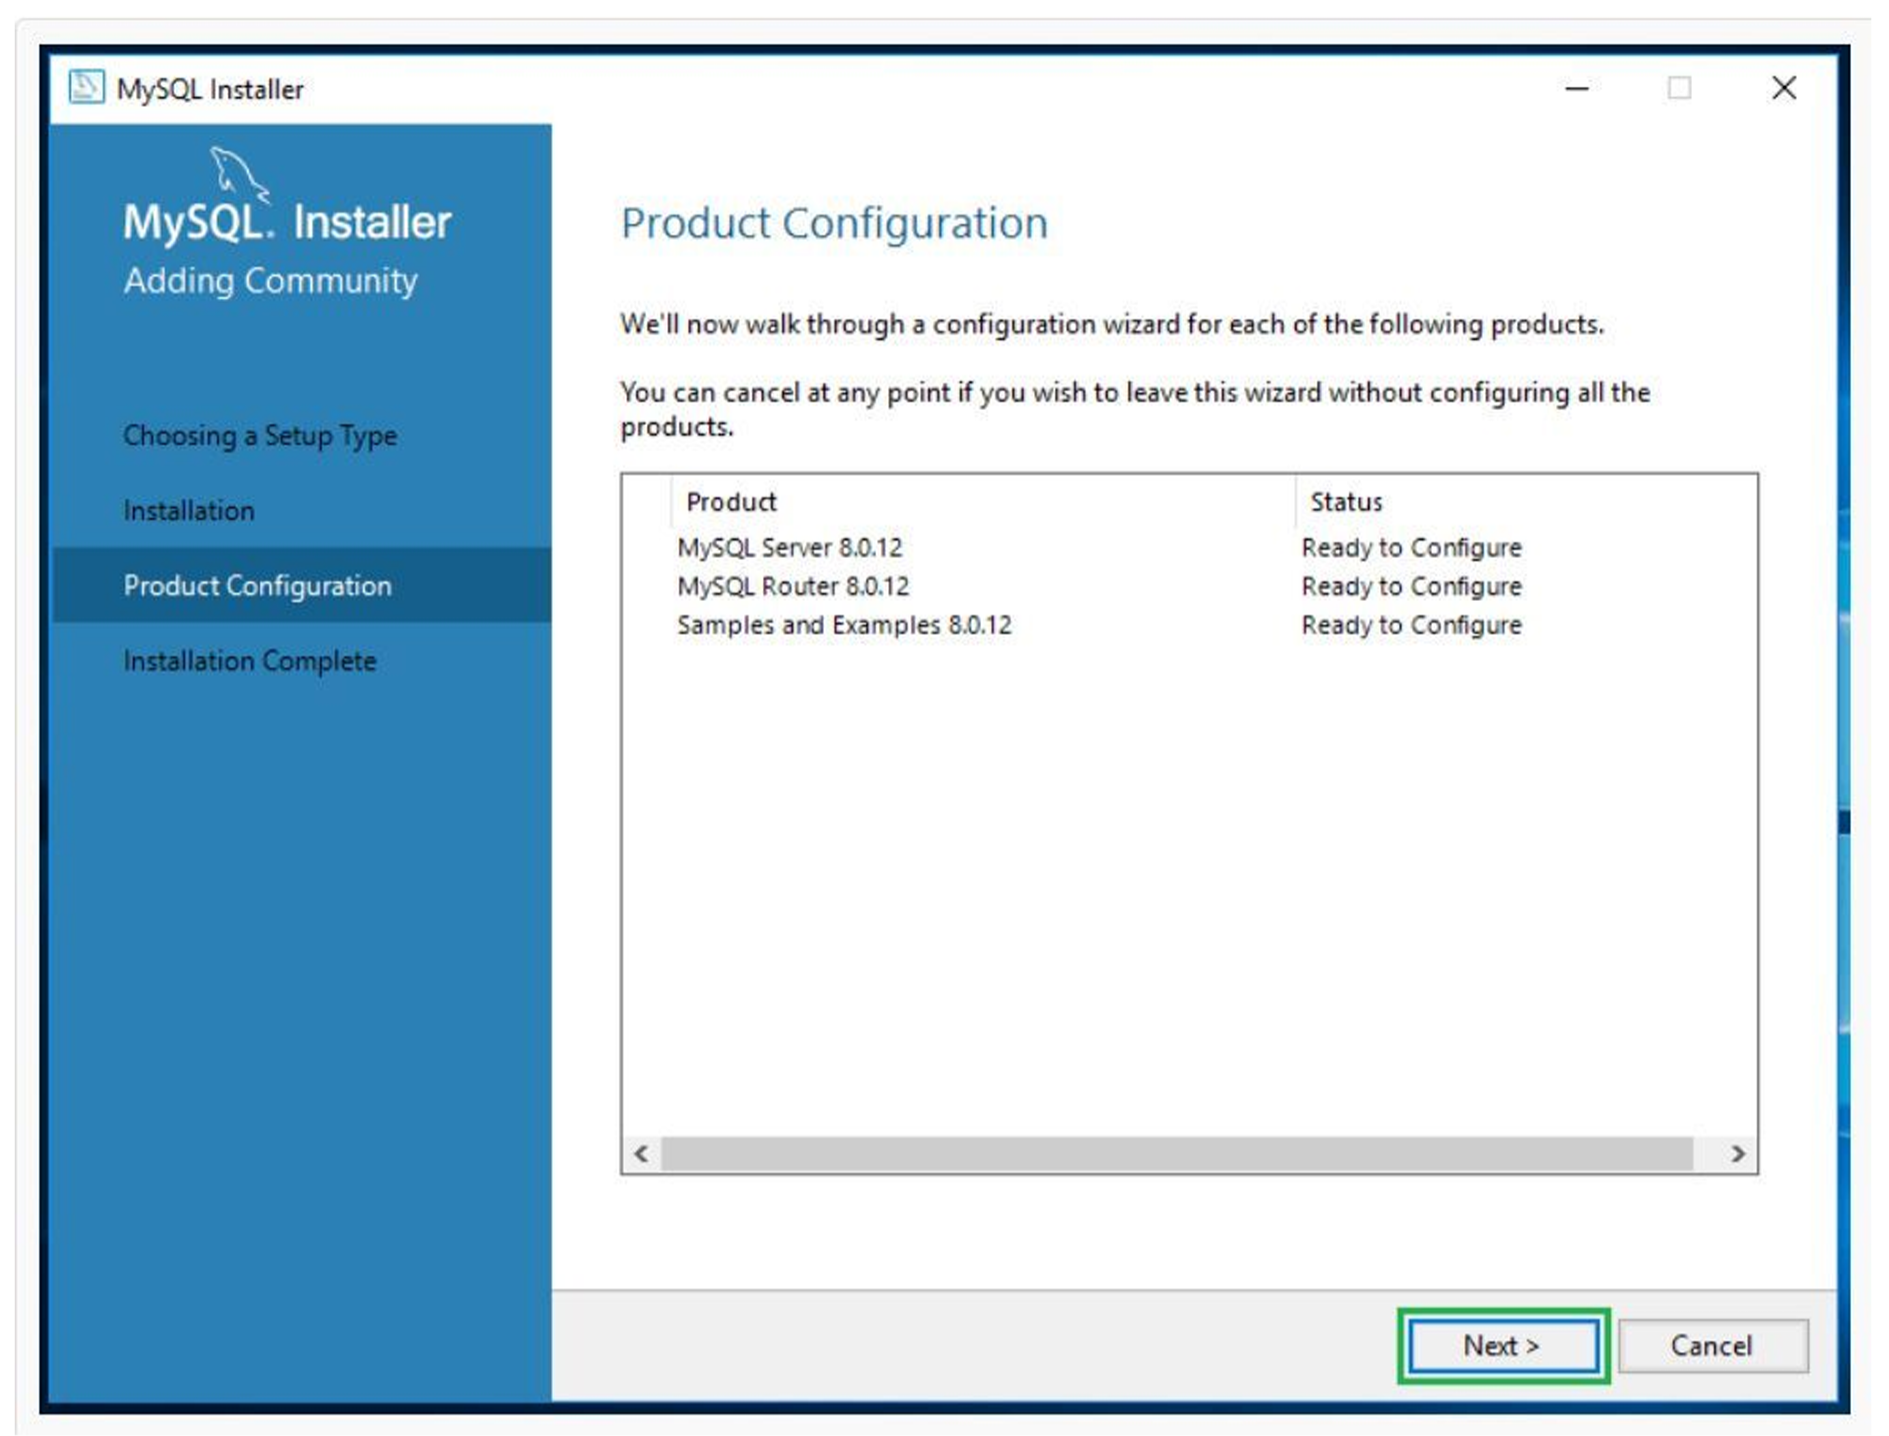 MySQL Installer
MySQL. Installer
Adding Community
Choosing a Setup Type
Installation
Product Configuration
Installation Complete
Product Configuration
We'll now walk through a configuration wizard for each of the following products.
You can cancel at any point if you wish to leave this wizard without configuring all the
products.
Product Status
MySQL Server 8.0.12 Ready to Configure
MySQL Router 8.0.12 Ready to Configure
Samples and Examples 8.0.12 Ready to Configure
Next > Cancel